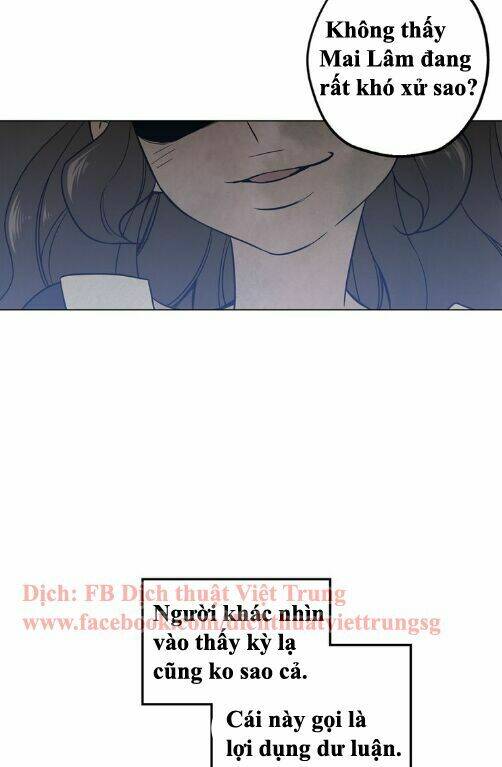 Không thấy
Mai Lâm đang
rất khó xử sao?
Dịch: FB Dịch thuật Việt Trung
www.facebook.com/dichthuatviettrungsg
Người khác nhìn
vào thấy kỳ lạ
cũng ko sao cả.
Cái này gọi là
lợi dụng dư luận.